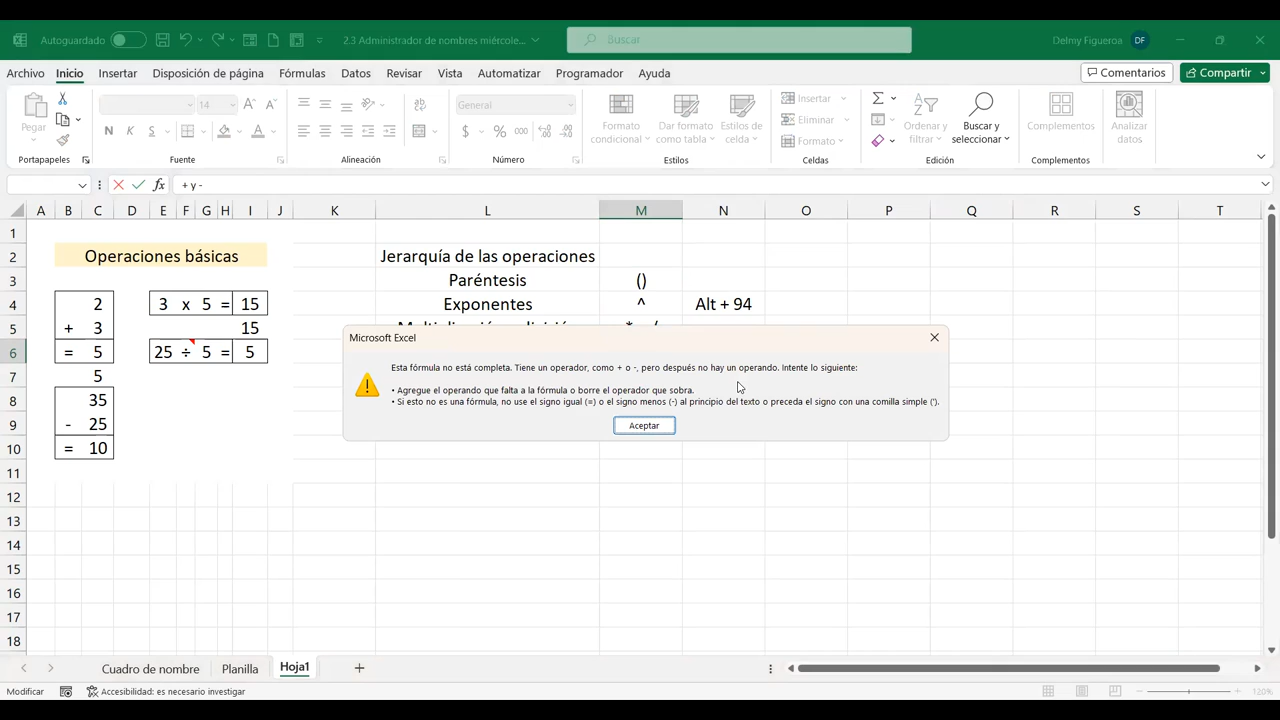 Autoguardado
2.3 Administrador de nombres miércole...
Buscar
Delmy Figueroa
DF
Archivo Inicio Insertar Disposición de página Fórmulas Datos Revisar Vista Automatizar Programador Ayuda
Comentarios
Compartir
Pegar
14
N K S
General
$ % 000
Formato condicional
Dar formato como tabla
Estilos de celda
Insertar
Eliminar
Formato
Ordenar y filtrar
Buscar y seleccionar
Complementos
Analizar datos
Portapapeles Fuente Alineación Número Estilos Celdas Edición Complementos
fx + y -
A B C D E F G H I J K L M N O P Q R S T
1
2 Operaciones básicas Jerarquía de las operaciones
3 Paréntesis ()
4 2 3 x 5 = 15 Exponentes ^ Alt + 94
5 + 3 15
6 = 5 25 ÷ 5 = 5
7 5
8 35
9 - 25
10 = 10
11
12
13
14
15
16
17
18
Microsoft Excel
Esta fórmula no está completa. Tiene un operador, como + o -, pero después no hay un operando. Intente lo siguiente:
• Agregue el operando que falta a la fórmula o borre el operador que sobra.
• Si esto no es una fórmula, no use el signo igual (=) o el signo menos (-) al principio del texto o preceda el signo con una comilla simple (').
Aceptar
Cuadro de nombre Planilla Hoja1
Modificar
Accesibilidad: es necesario investigar
120%